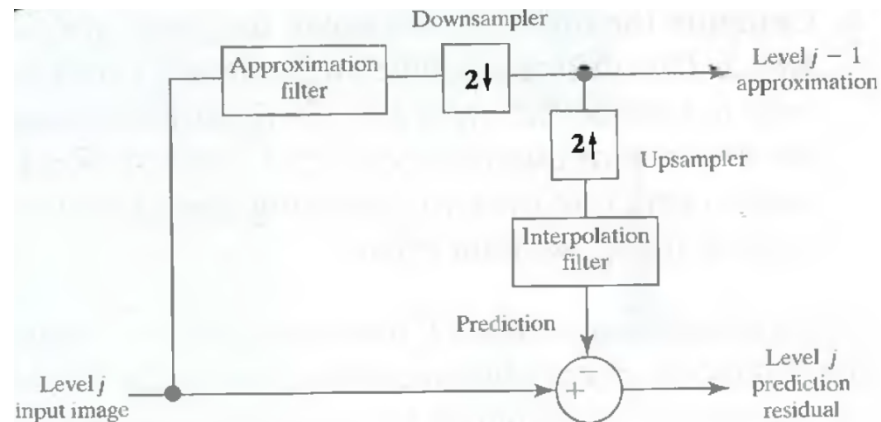 Downsampler
Approximation
filter
2↓
Level j − 1
approximation
2↑
Upsampler
Interpolation
filter
Prediction
+
−
Level j
input image
Level j
prediction
residual